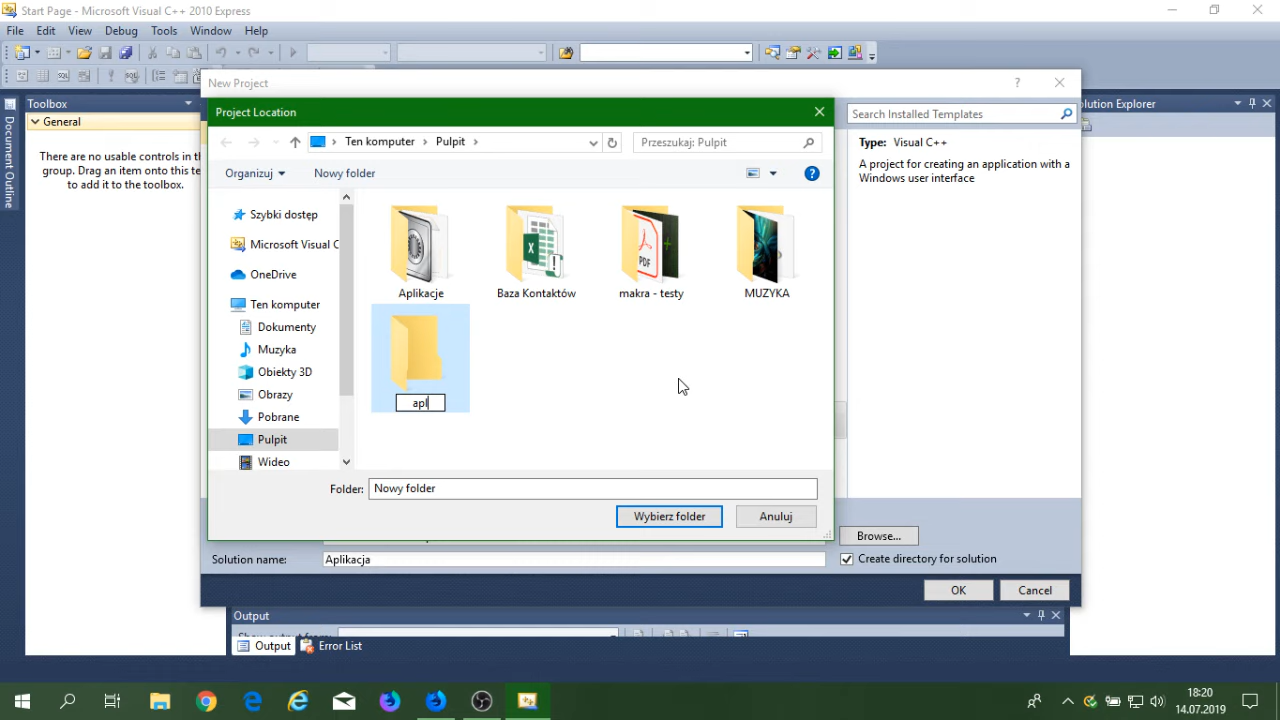 Start Page - Microsoft Visual C++ 2010 Express
File Edit View Debug Tools Window Help
New Project
?
Toolbox
General
There are no usable controls in th
group. Drag an item onto this te
to add it to the toolbox.
Document Outline
Project Location
Ten komputer
Pulpit
Przeszukaj: Pulpit
Organizuj
Nowy folder
?
Szybki dostęp
Microsoft Visual C
OneDrive
Ten komputer
Dokumenty
Muzyka
Obiekty 3D
Obrazy
Pobrane
Pulpit
Wideo
Aplikacje
Baza Kontaktów
makra - testy
MUZYKA
PDF
apl
Folder: Nowy folder
Wybierz folder
Anuluj
Search Installed Templates
Type: Visual C++
A project for creating an application with a
Windows user interface
olution Explorer
Browse...
Solution name: Aplikacja
Create directory for solution
OK
Cancel
Output
Output
Error List
18:20
14.07.2019